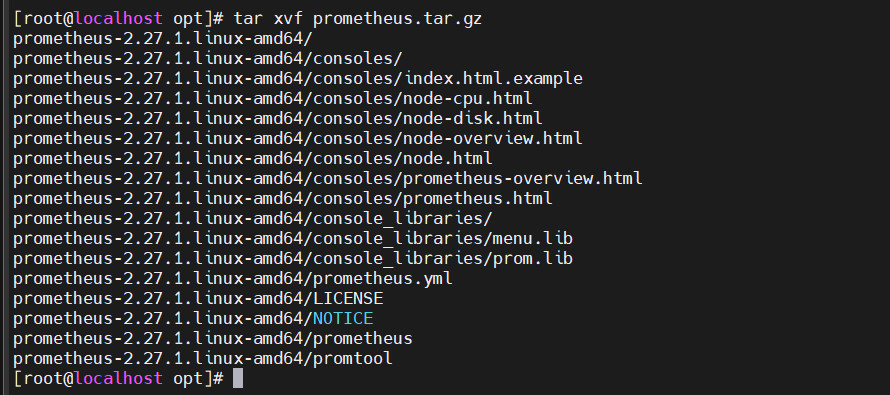 [root@localhost opt]# tar xvf prometheus.tar.gz
prometheus-2.27.1.linux-amd64/
prometheus-2.27.1.linux-amd64/consoles/
prometheus-2.27.1.linux-amd64/consoles/index.html.example
prometheus-2.27.1.linux-amd64/consoles/node-cpu.html
prometheus-2.27.1.linux-amd64/consoles/node-disk.html
prometheus-2.27.1.linux-amd64/consoles/node-overview.html
prometheus-2.27.1.linux-amd64/consoles/node.html
prometheus-2.27.1.linux-amd64/consoles/prometheus-overview.html
prometheus-2.27.1.linux-amd64/consoles/prometheus.html
prometheus-2.27.1.linux-amd64/console_libraries/
prometheus-2.27.1.linux-amd64/console_libraries/menu.lib
prometheus-2.27.1.linux-amd64/console_libraries/prom.lib
prometheus-2.27.1.linux-amd64/prometheus.yml
prometheus-2.27.1.linux-amd64/LICENSE
prometheus-2.27.1.linux-amd64/NOTICE
prometheus-2.27.1.linux-amd64/prometheus
prometheus-2.27.1.linux-amd64/promtool
[root@localhost opt]#